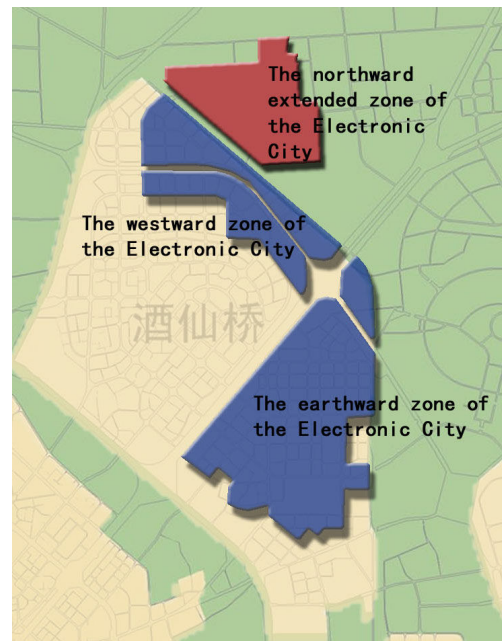 The northward
extended zone of
the Electronic
City
The westward zone of
the Electronic City
酒仙桥
The earthward zone of
the Electronic City